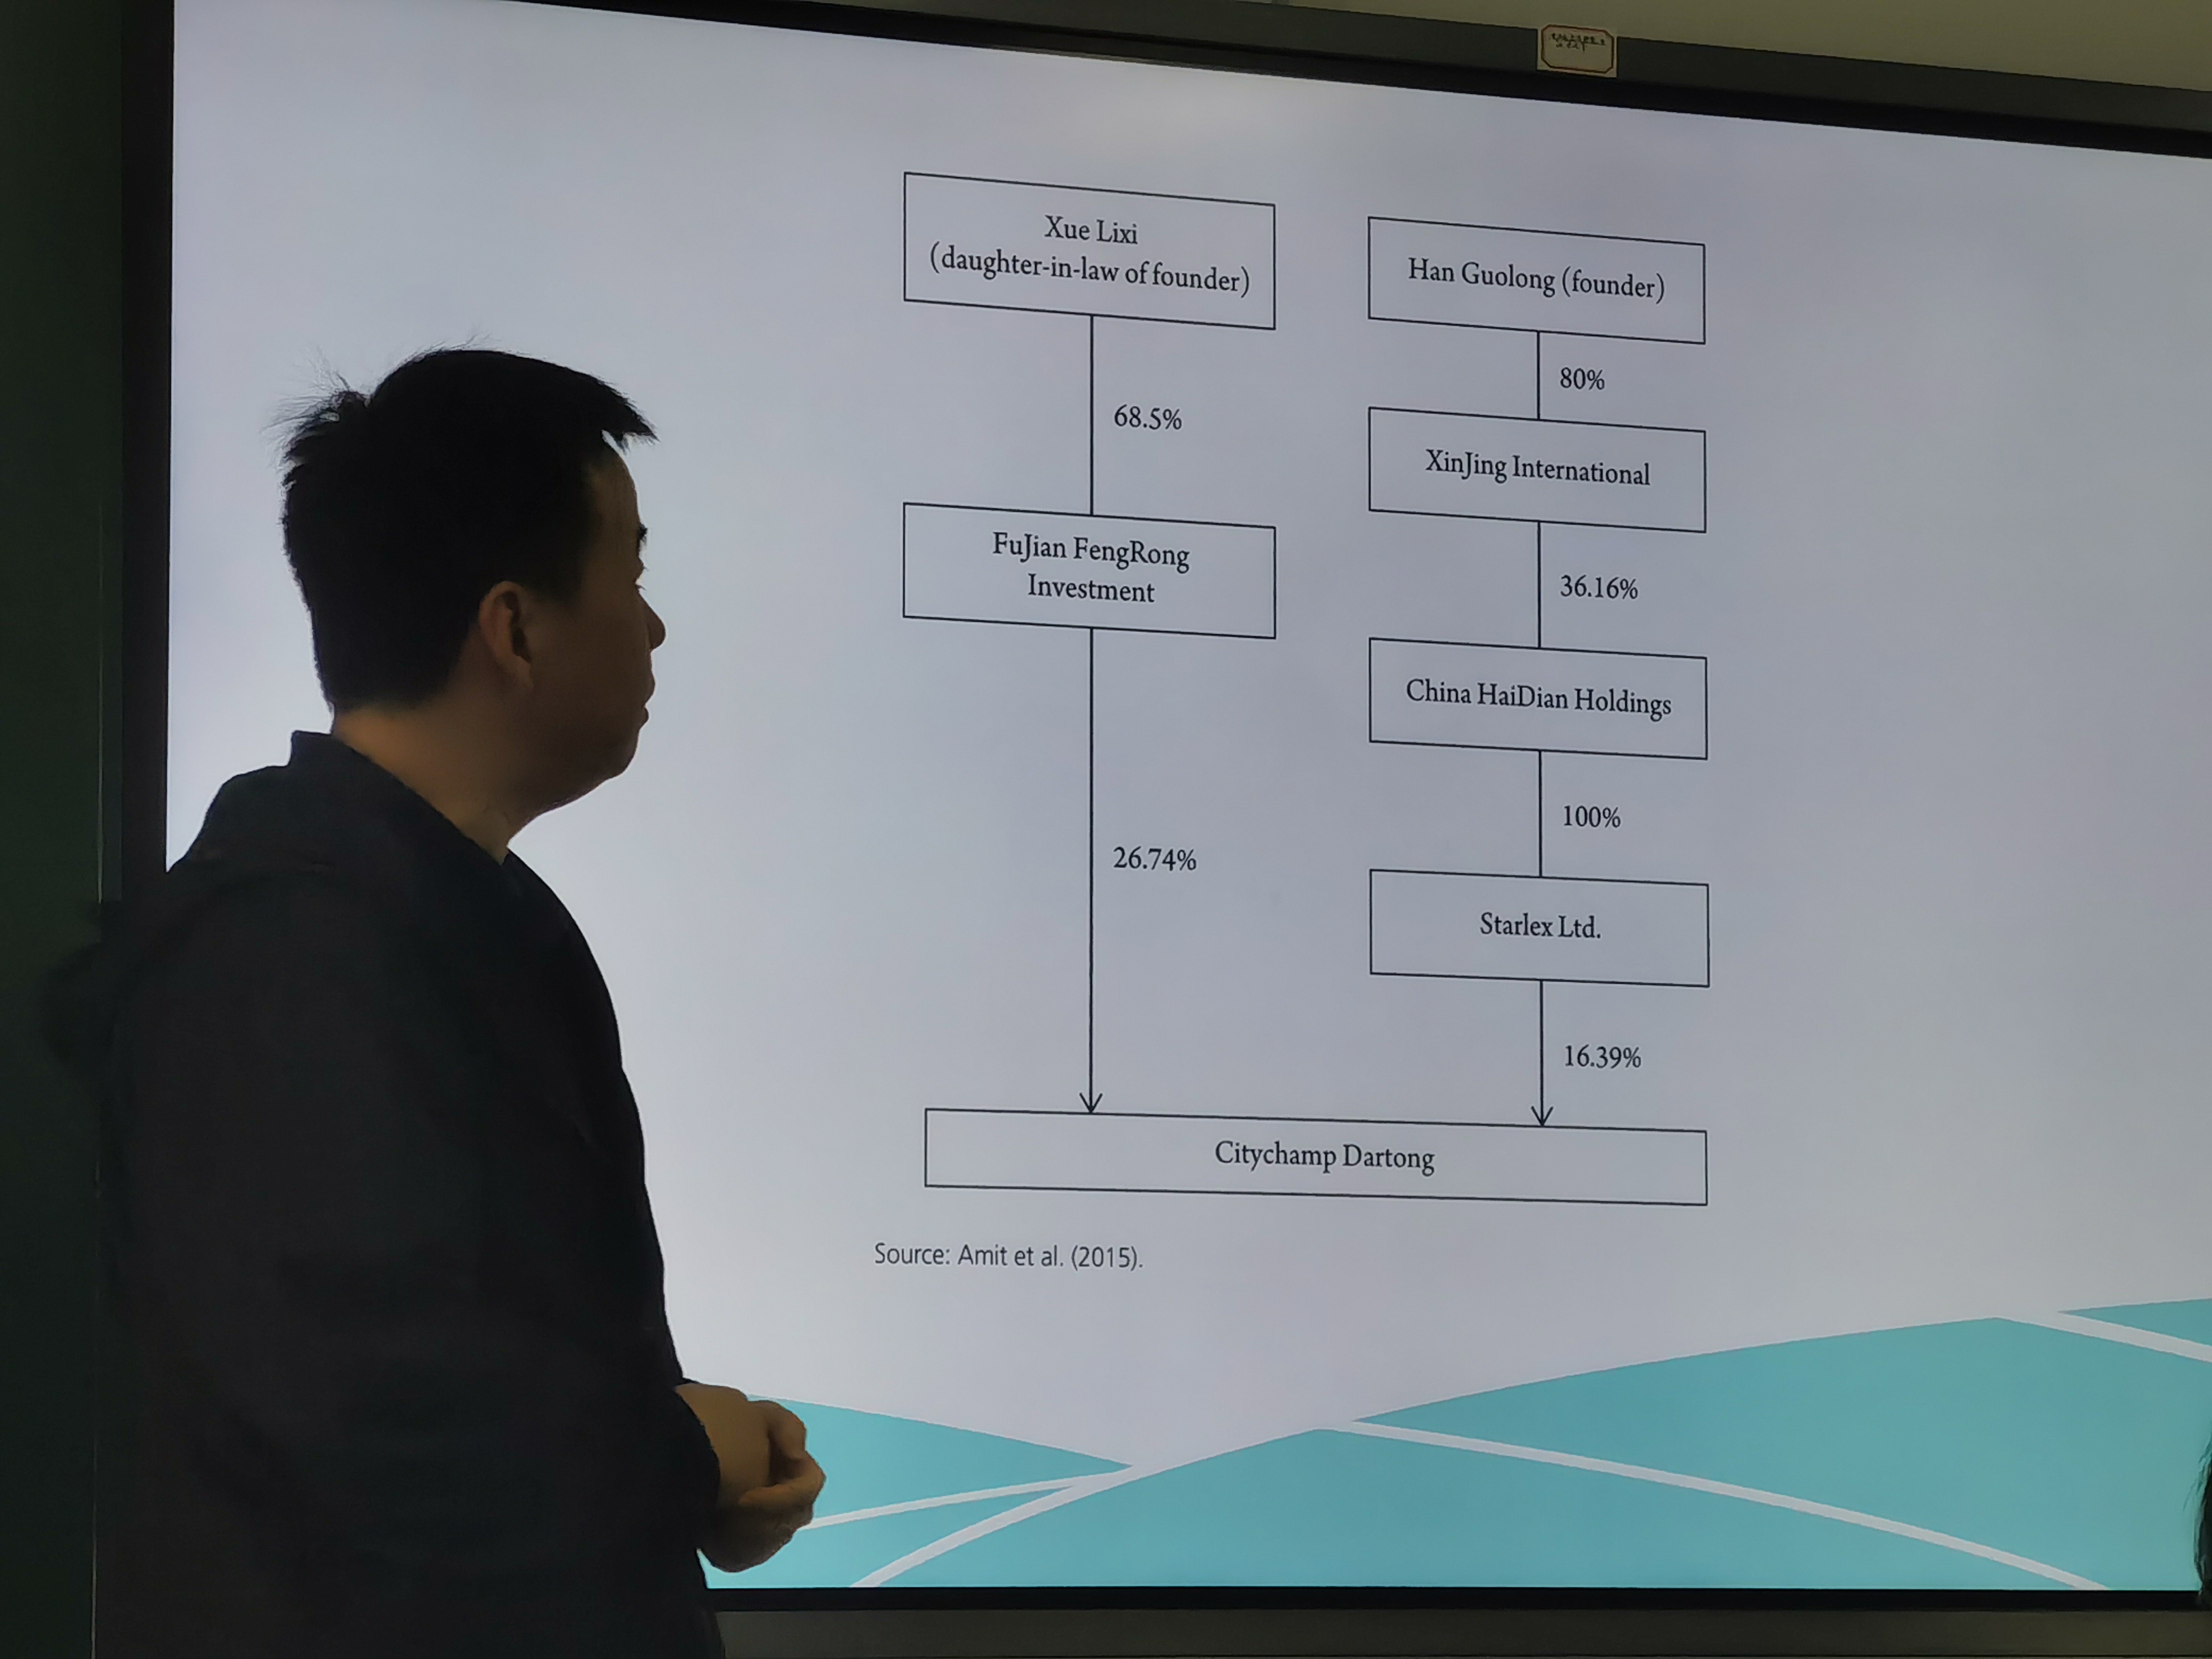 Xue Lixi
(daughter-in-law of founder)
Han Guolong (founder)
68.5%
80%
XinJing International
FuJian FengRong
Investment
36.16%
China HaiDian Holdings
26.74%
100%
Starlex Ltd.
16.39%
Citychamp Dartong
Source: Amit et al. (2015).